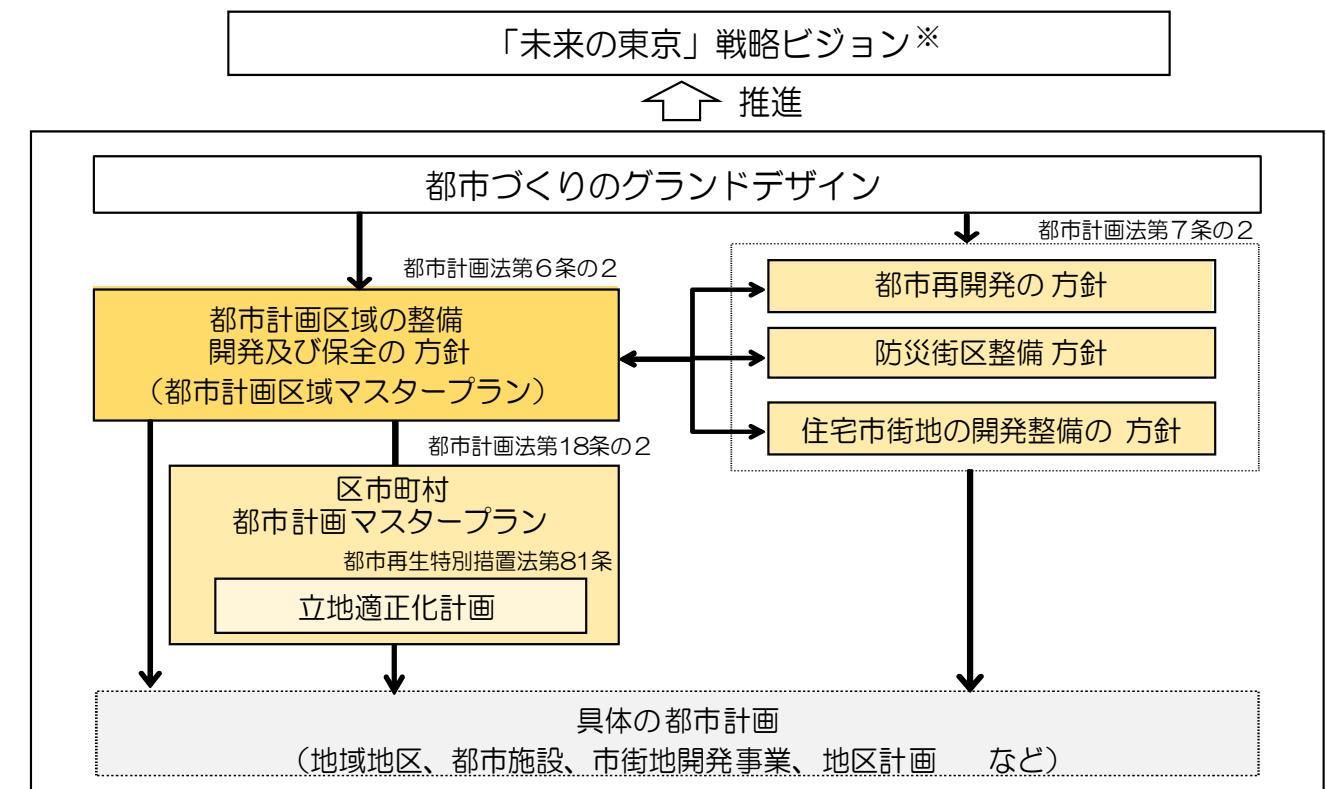 「未来の東京」戦略ビジョン※
推進
都市づくりのグランドデザイン
都市計画法第7条の2
都市計画法第6条の2
都市計画区域の整備
開発及び保全の 方針
（都市計画区域マスタープラン）
都市再開発の 方針
防災街区整備 方針
住宅市街地の開発整備の 方針
都市計画法第18条の2
区市町村
都市計画マスタープラン
都市再生特別措置法第81条
立地適正化計画
具体の都市計画
（地域地区、都市施設、市街地開発事業、地区計画　など）